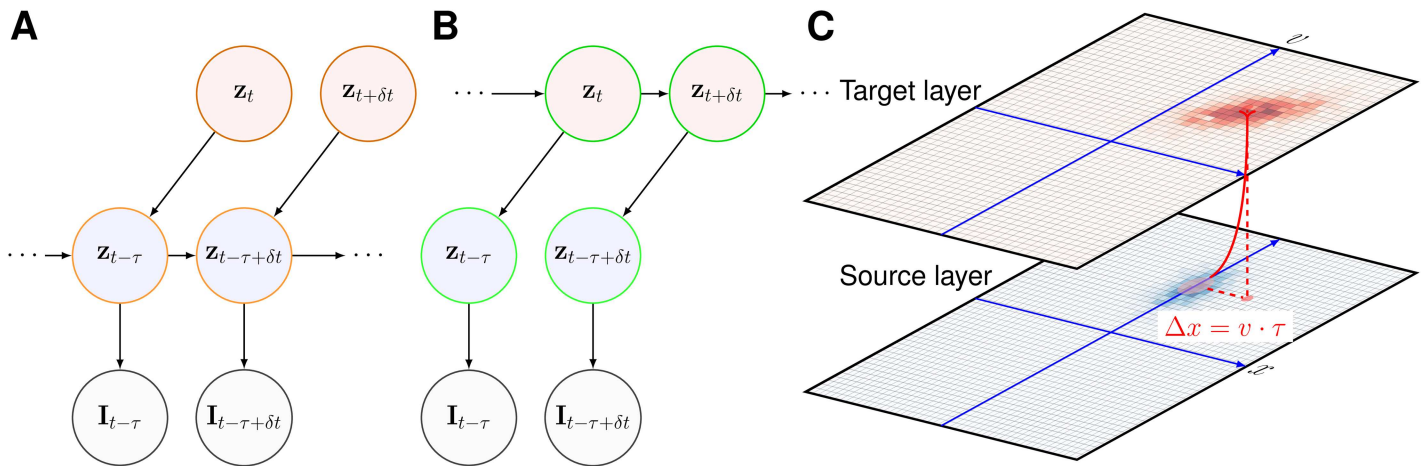 A
z_t
z_{t+δt}
⋯
z_{t−τ}
z_{t−τ+δt}
⋯
I_{t−τ}
I_{t−τ+δt}
B
⋯
z_t
z_{t+δt}
⋯
z_{t−τ}
z_{t−τ+δt}
I_{t−τ}
I_{t−τ+δt}
C
v
Target layer
Source layer
Δx = v · τ
x